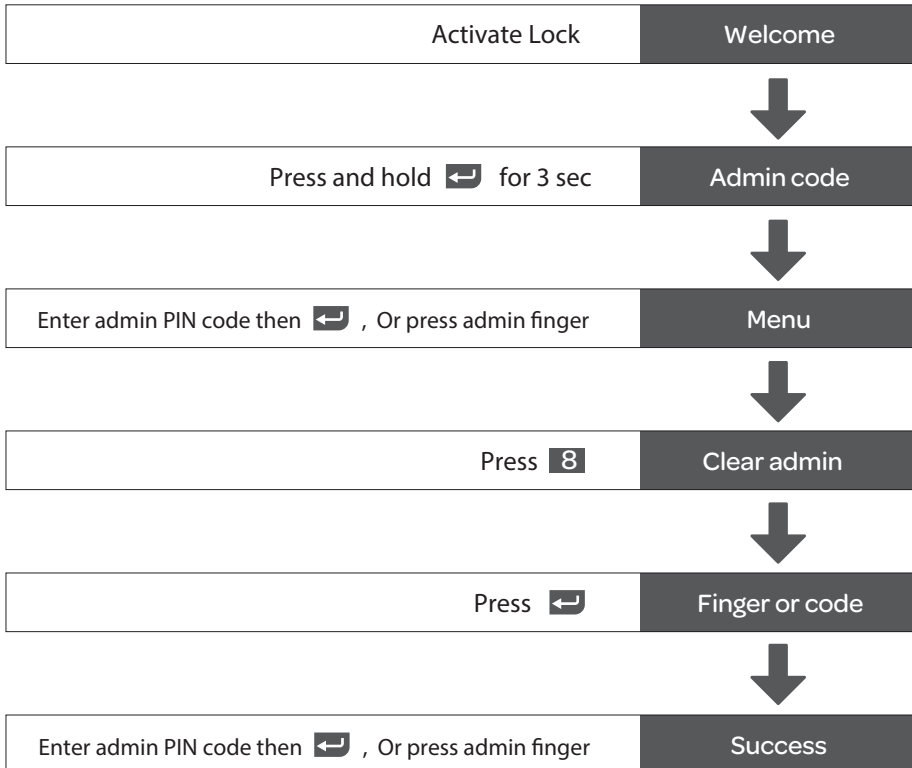 Activate Lock Welcome
Press and hold for 3 sec Admin code
Enter admin PIN code then , Or press admin finger Menu
Press 8 Clear admin
Press Finger or code
Enter admin PIN code then , Or press admin finger Success